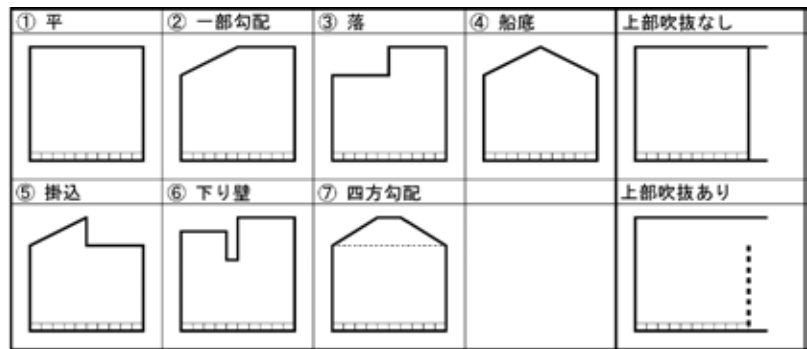 ① 平
② 一部勾配
③ 落
④ 船底
上部吹抜なし
⑤ 掛込
⑥ 下り壁
⑦ 四方勾配
上部吹抜あり